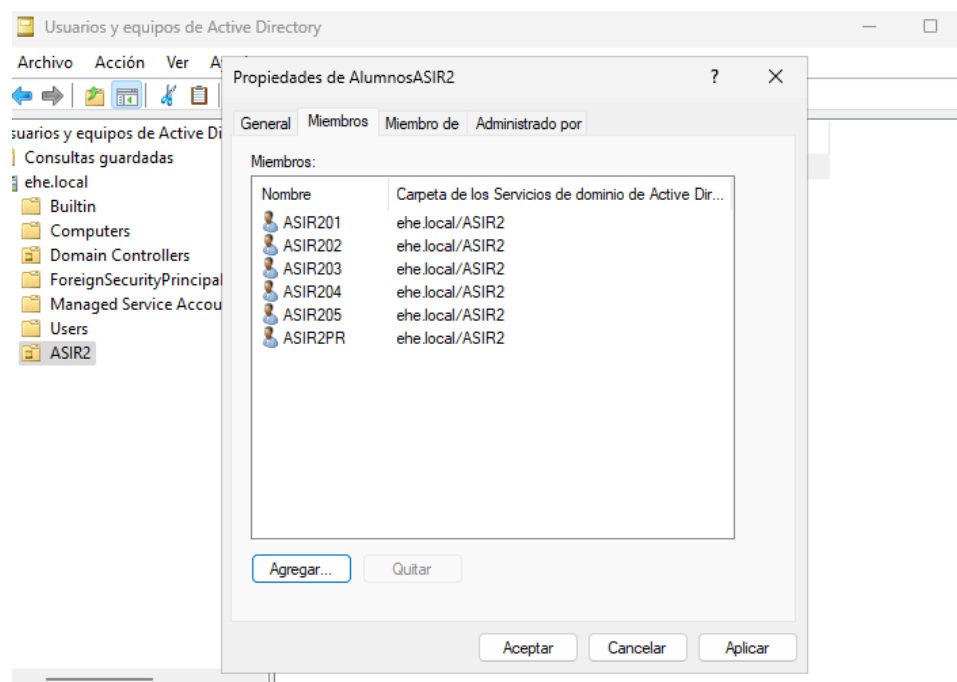 Usuarios y equipos de Active Directory
Archivo Acción Ver
Propiedades de AlumnosASIR2 ?
General Miembros Miembro de Administrado por
suarios y equipos de Active Di
Consultas guardadas
ehe.local
Builtin
Computers
Domain Controllers
ForeignSecurityPrincipal
Managed Service Accou
Users
ASIR2
Miembros:
Nombre Carpeta de los Servicios de dominio de Active Dir...
ASIR201 ehe.local/ASIR2
ASIR202 ehe.local/ASIR2
ASIR203 ehe.local/ASIR2
ASIR204 ehe.local/ASIR2
ASIR205 ehe.local/ASIR2
ASIR2PR ehe.local/ASIR2
Agregar... Quitar
Aceptar Cancelar Aplicar